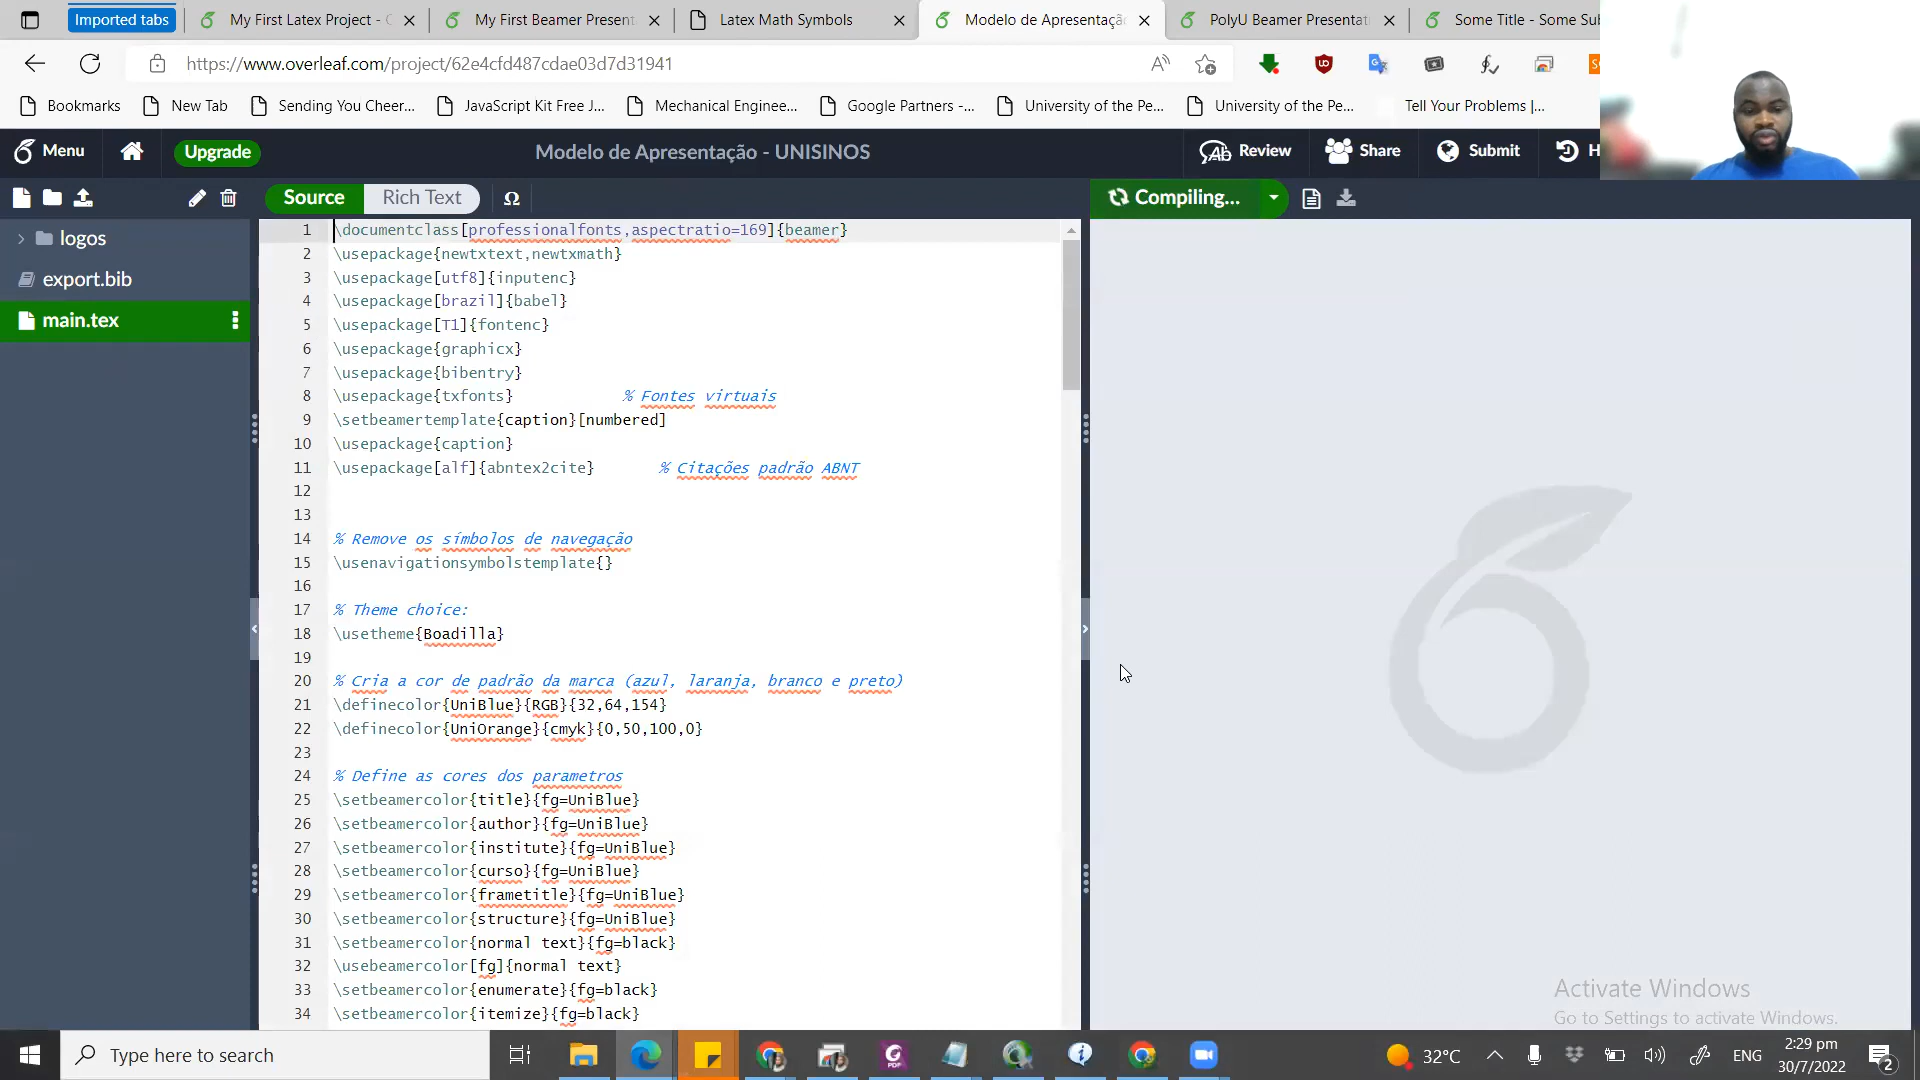 Imported tabs
My First Latex Project -
My First Beamer Present
Latex Math Symbols
Modelo de Apresentaçã
PolyU Beamer Presentat
Some Title - Some Sub
https://www.overleaf.com/project/62e4cfd487cdae03d7d31941
Bookmarks
New Tab
Sending You Cheer...
JavaScript Kit Free J...
Mechanical Enginee...
Google Partners -...
University of the Pe...
University of the Pe...
Tell Your Problems |...
Menu
Upgrade
Modelo de Apresentação - UNISINOS
Review
Share
Submit
Source
Rich Text
Ω
Compiling...
logos
export.bib
main.tex
1 \documentclass[professionalfonts,aspectratio=169]{beamer}
2 \usepackage{newtxtext,newtxmath}
3 \usepackage[utf8]{inputenc}
4 \usepackage[brazil]{babel}
5 \usepackage[T1]{fontenc}
6 \usepackage{graphicx}
7 \usepackage{bibentry}
8 \usepackage{txfonts} % Fontes virtuais
9 \setbeamertemplate{caption}[numbered]
10 \usepackage{caption}
11 \usepackage[alf]{abntex2cite} % Citações padrão ABNT
12
13
14 % Remove os símbolos de navegação
15 \usenavigationsymbolstemplate{}
16
17 % Theme choice:
18 \usetheme{Boadilla}
19
20 % Cria a cor de padrão da marca (azul, laranja, branco e preto)
21 \definecolor{UniBlue}{RGB}{32,64,154}
22 \definecolor{UniOrange}{cmyk}{0,50,100,0}
23
24 % Define as cores dos parametros
25 \setbeamercolor{title}{fg=UniBlue}
26 \setbeamercolor{author}{fg=UniBlue}
27 \setbeamercolor{institute}{fg=UniBlue}
28 \setbeamercolor{curso}{fg=UniBlue}
29 \setbeamercolor{frametitle}{fg=UniBlue}
30 \setbeamercolor{structure}{fg=UniBlue}
31 \setbeamercolor{normal text}{fg=black}
32 \usebeamercolor[fg]{normal text}
33 \setbeamercolor{enumerate}{fg=black}
34 \setbeamercolor{itemize}{fg=black}
Activate Windows
Go to Settings to activate Windows.
Type here to search
32°C
ENG
2:29 pm
30/7/2022
2